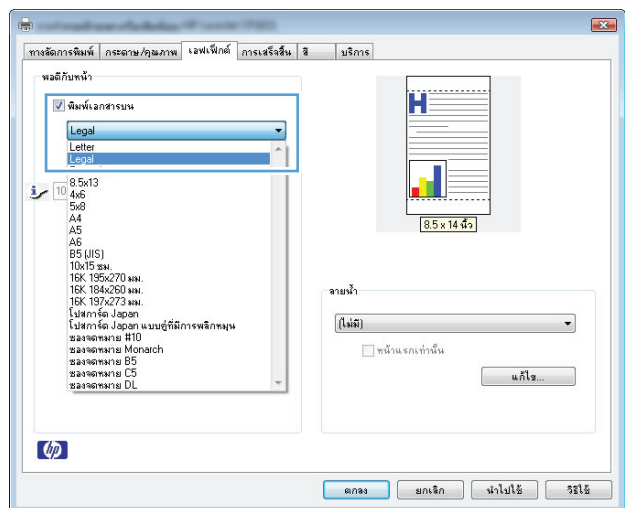 ทางลัดการพิมพ์ กระดาษ/คุณภาพ เอฟเฟ็กต์ การเสร็จสิ้น สี บริการ
พอดีกับหน้า
พิมพ์เอกสารบน
Legal
Letter
Legal
8.5x13
4x6
5x8
A4
A5
A6
B5 (JIS)
10x15 ซม.
16K 195x270 มม.
16K 184x260 มม.
16K 197x273 มม.
โปสการ์ด Japan
โปสการ์ด Japan แบบคู่ที่มีการพลิกหมุน
ซองจดหมาย #10
ซองจดหมาย Monarch
ซองจดหมาย B5
ซองจดหมาย C5
ซองจดหมาย DL
10
H
8.5 x 14 นิ้ว
ลายน้ำ
(ไม่มี)
หน้าแรกเท่านั้น
แก้ไข...
hp
ตกลง ยกเลิก นำไปใช้ วิธีใช้